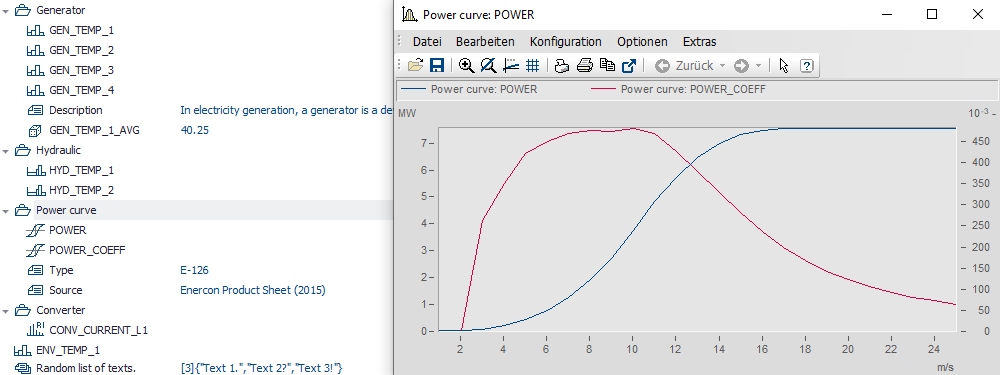 Generator
GEN_TEMP_1
GEN_TEMP_2
GEN_TEMP_3
GEN_TEMP_4
Description In electricity generation, a generator is a de
GEN_TEMP_1_AVG 40.25
Hydraulic
HYD_TEMP_1
HYD_TEMP_2
Power curve
POWER
POWER_COEFF
Type E-126
Source Enercon Product Sheet (2015)
Converter
CONV_CURRENT_L1
ENV_TEMP_1
Random list of texts. [3]{"Text 1.","Text 2?","Text 3!"}
Power curve: POWER
Datei Bearbeiten Konfiguration Optionen Extras
Zurück
Power curve: POWER Power curve: POWER_COEFF
MW 10⁻³ -
7 6 5 4 3 2 1 0
450 400 350 300 250 200 150 100 50 0
2 4 6 8 10 12 14 16 18 20 22 24
m/s